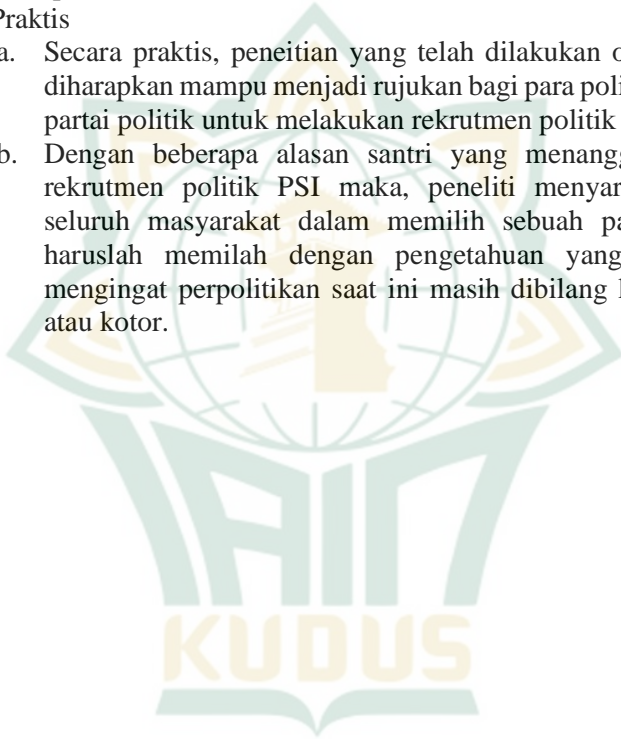 Praktis
a. Secara praktis, peneitian yang telah dilakukan
diharapkan mampu menjadi rujukan bagi para
partai politik untuk melakukan rekrutmen politik
b. Dengan beberapa alasan santri yang
rekrutmen politik PSI maka, peneliti
seluruh masyarakat dalam memilih sebuah
haruslah memilah dengan pengetahuan yang
mengingat perpolitikan saat ini masih dibilang
atau kotor.
IAIN
KUDUS